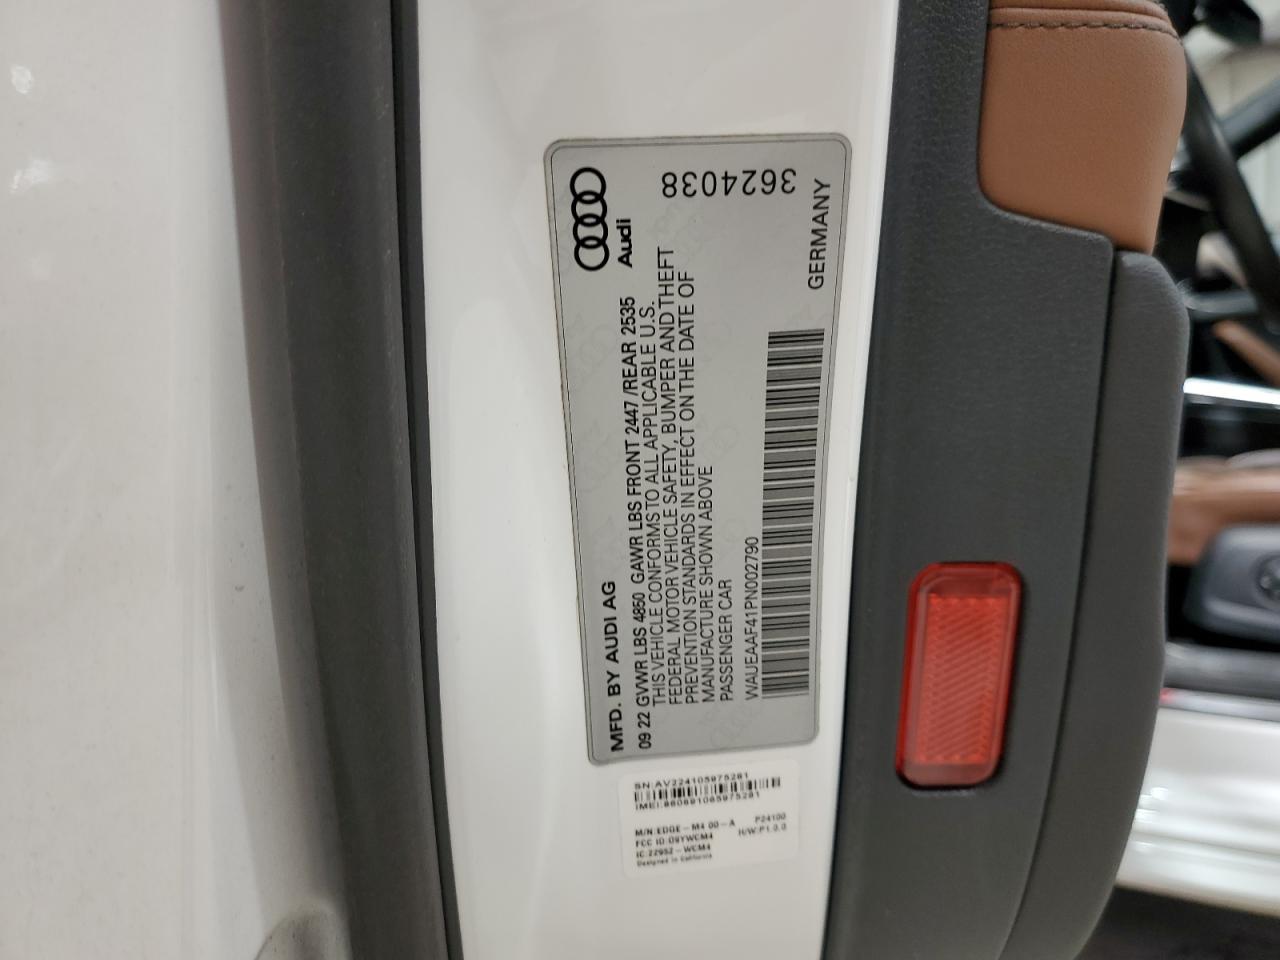 MFD. BY AUDI AG
Audi
09 22 GVWR LBS 4850 GAWR LBS FRONT 2447 /REAR 2535
THIS VEHICLE CONFORMS TO ALL APPLICABLE U.S.
FEDERAL MOTOR VEHICLE SAFETY, BUMPER AND THEFT
PREVENTION STANDARDS IN EFFECT ON THE DATE OF
MANUFACTURE SHOWN ABOVE
PASSENGER CAR
WAUEAAF41PN002790
GERMANY
3624038
SN:AV224105975281
IMEI:860891065975281
M/N:EDGE-M4 00-A
P24100
FCC ID:O9YWCM4
H/W:P1.0.0
IC:22952-WCM4
Designed in California